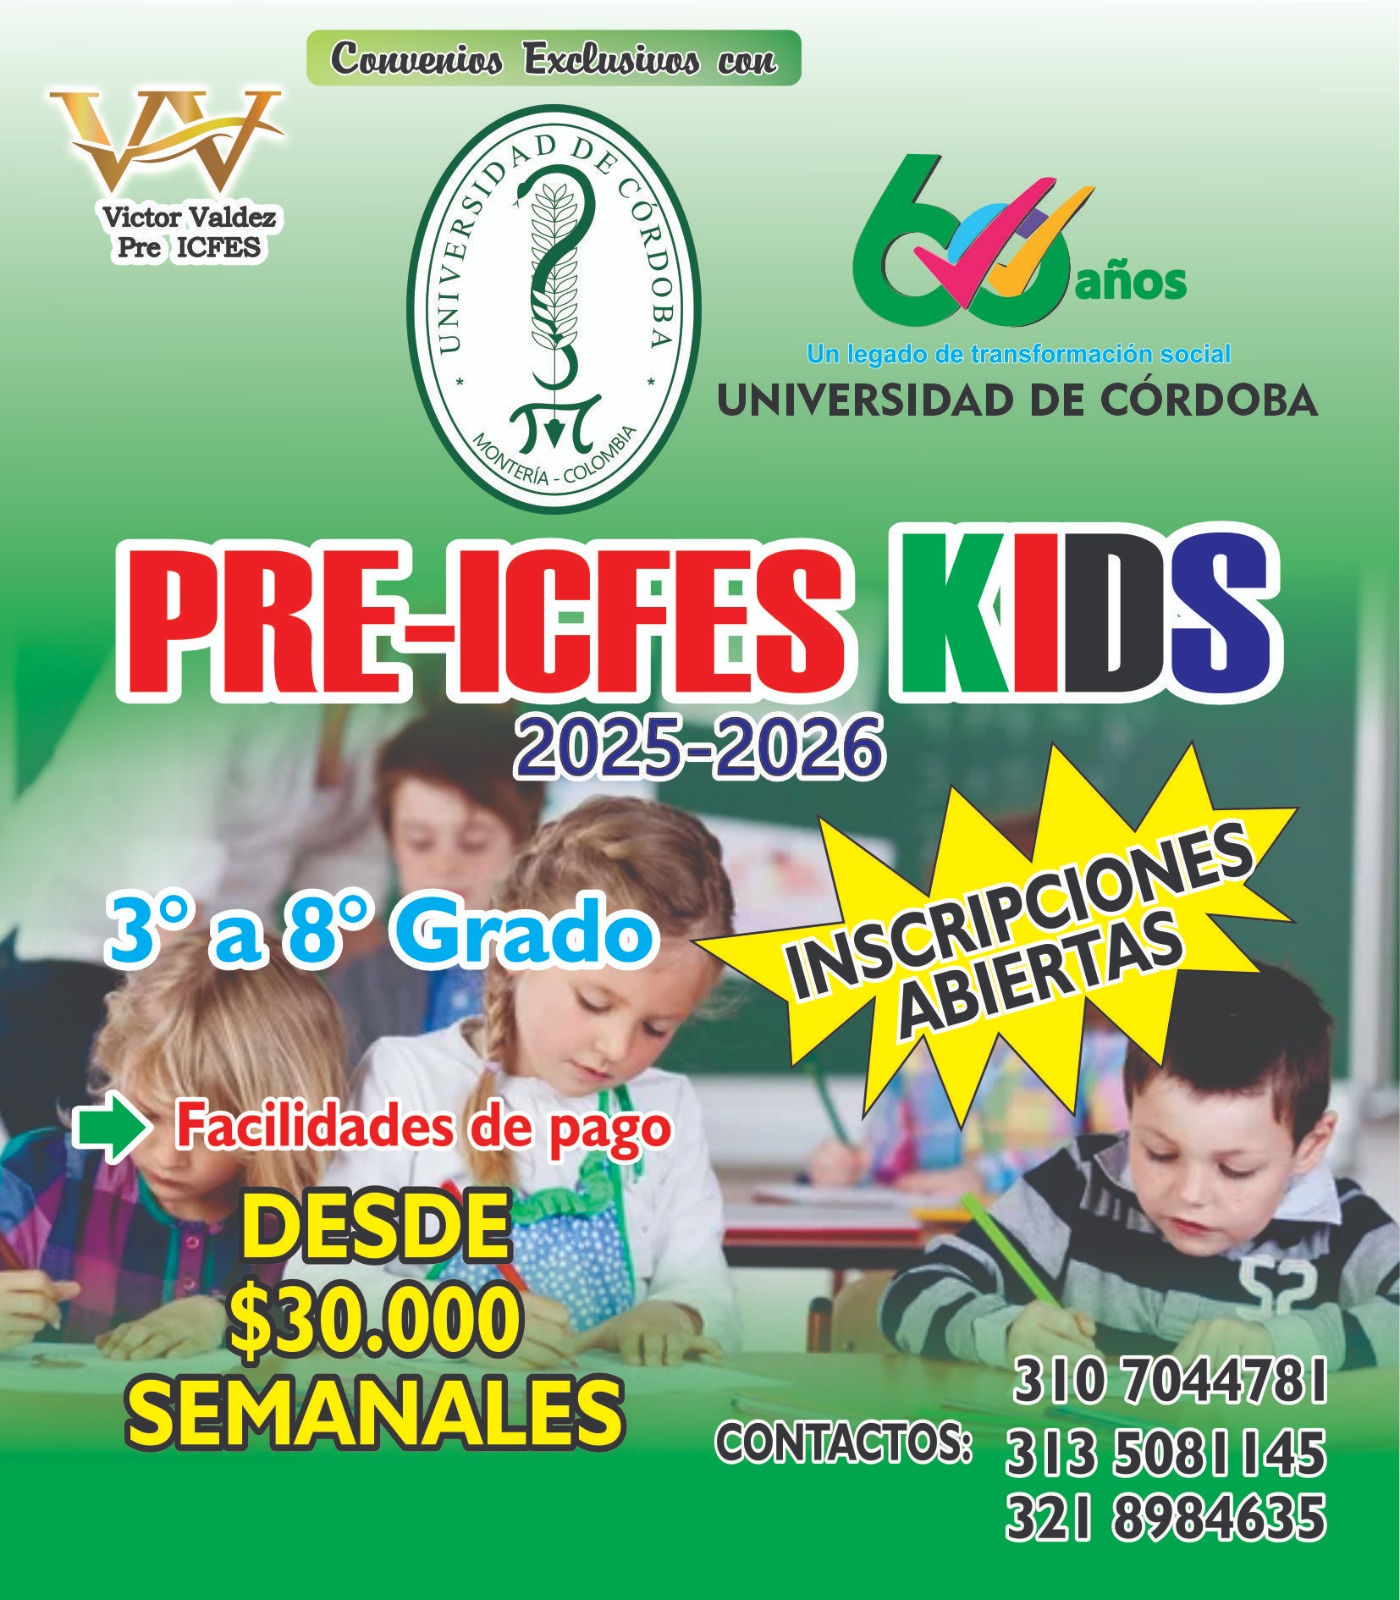 Convenios Exclusivos con
VV
Victor Valdez
Pre ICFES
UNIVERSIDAD DE CÓRDOBA
MONTERÍA - COLOMBIA
60 años
Un legado de transformación social
UNIVERSIDAD DE CÓRDOBA
PRE-ICFES KIDS
2025-2026
3° a 8° Grado
INSCRIPCIONES
ABIERTAS
Facilidades de pago
DESDE
$30.000
SEMANALES
52
CONTACTOS:
310 7044781
313 5081145
321 8984635